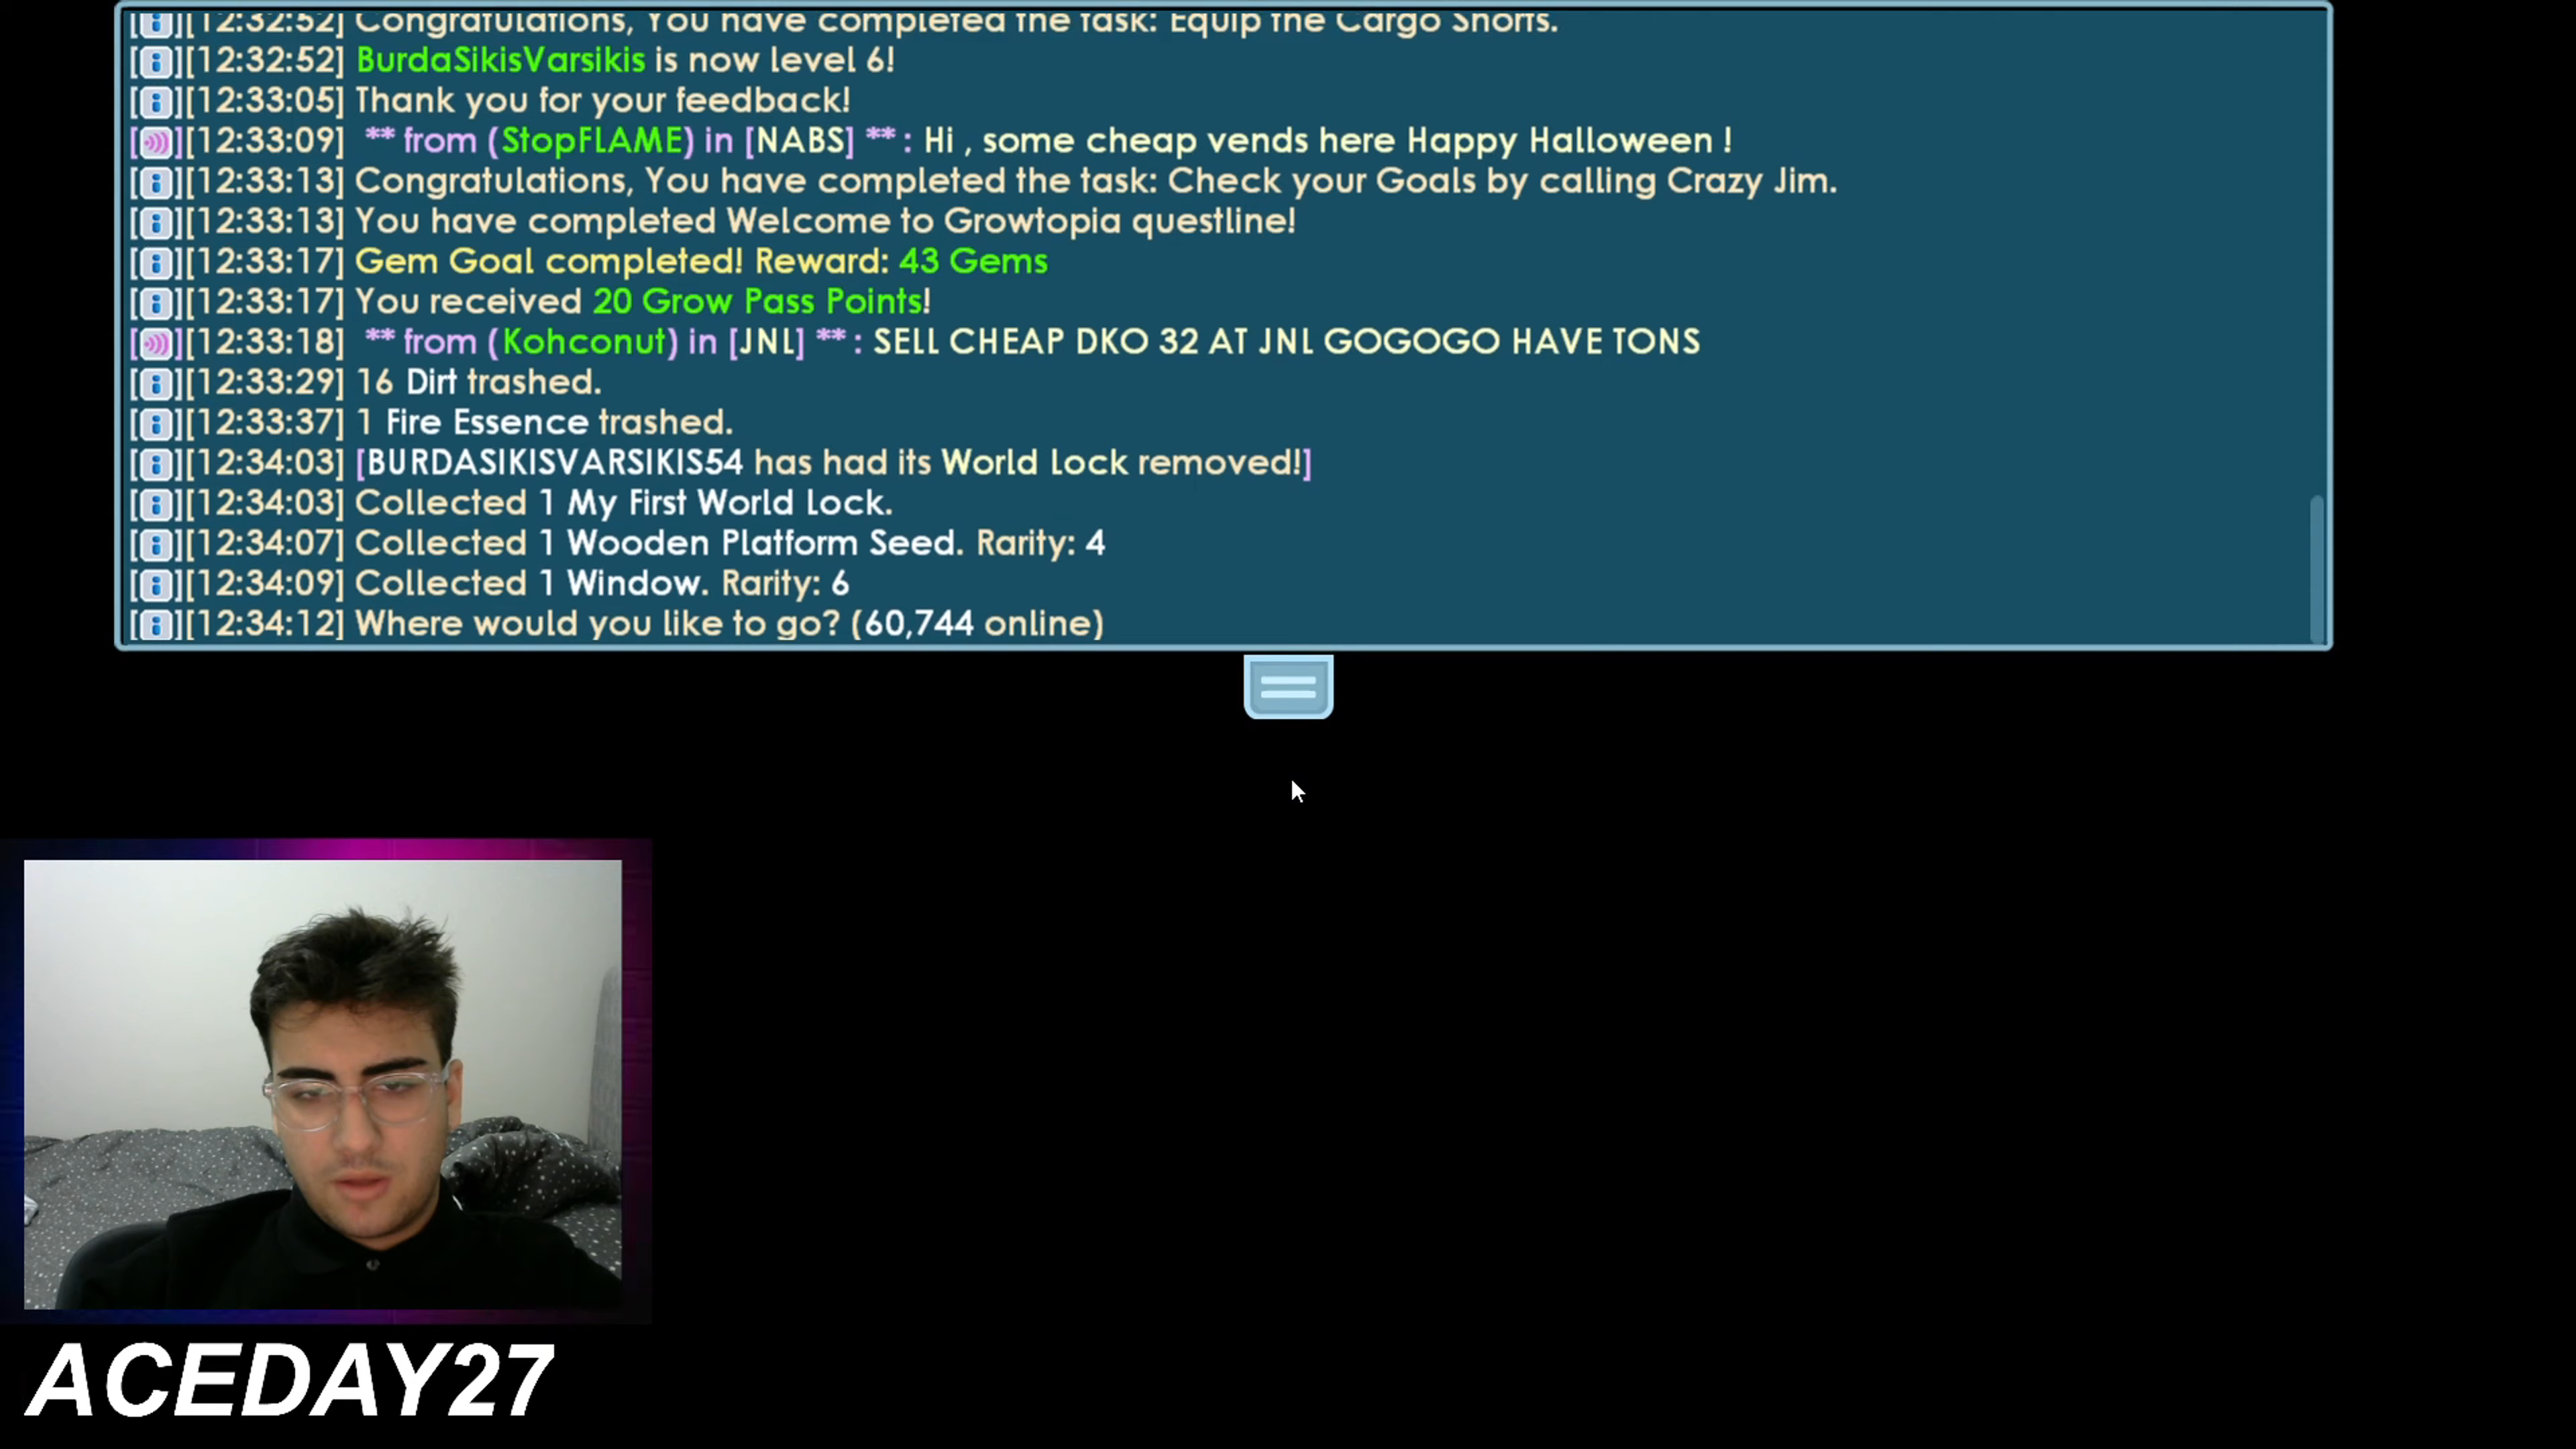 [i][12:32:52] Congratulations, You have completed the task: Equip the Cargo Shorts.
[i][12:32:52] BurdaSikisVarsikis is now level 6!
[i][12:33:05] Thank you for your feedback!
[12:33:09] ** from (StopFLAME) in [NABS] ** : Hi , some cheap vends here Happy Halloween !
[i][12:33:13] Congratulations, You have completed the task: Check your Goals by calling Crazy Jim.
[i][12:33:13] You have completed Welcome to Growtopia questline!
[i][12:33:17] Gem Goal completed! Reward: 43 Gems
[i][12:33:17] You received 20 Grow Pass Points!
[12:33:18] ** from (Kohconut) in [JNL] ** : SELL CHEAP DKO 32 AT JNL GOGOGO HAVE TONS
[i][12:33:29] 16 Dirt trashed.
[i][12:33:37] 1 Fire Essence trashed.
[i][12:34:03] [BURDASIKISVARSIKIS54 has had its World Lock removed!]
[i][12:34:03] Collected 1 My First World Lock.
[i][12:34:07] Collected 1 Wooden Platform Seed. Rarity: 4
[i][12:34:09] Collected 1 Window. Rarity: 6
[i][12:34:12] Where would you like to go? (60,744 online)
ACEDAY27